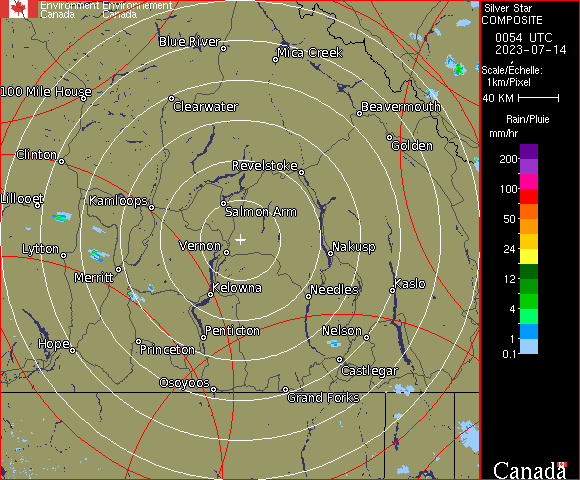 Environment Environnement
Canada Canada
Silver Star
COMPOSITE
0054 UTC
2023-07-14
Scale/Echelle:
1km/Pixel
40 KM
Rain/Pluie
mm/hr
200
100
50
24
12
4
1
0.1
Blue River
Mica Creek
100 Mile House
Clearwater
Beavermouth
Golden
Clinton
Revelstoke
Lillooet
Kamloops
Salmon Arm
Lytton
Vernon
Nakusp
Merritt
Kelowna
Needles
Kaslo
Penticton
Nelson
Hope
Princeton
Castlegar
Osoyoos
Grand Forks
Canada